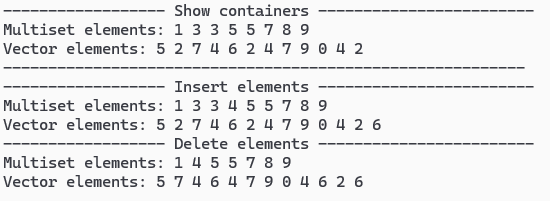 ------------------ Show containers ------------------------
Multiset elements: 1 3 3 5 5 7 8 9
Vector elements: 5 2 7 4 6 2 4 7 9 0 4 2
----------------------------------------------------------
------------------ Insert elements ------------------------
Multiset elements: 1 3 3 4 5 5 7 8 9
Vector elements: 5 2 7 4 6 2 4 7 9 0 4 2 6
------------------ Delete elements ------------------------
Multiset elements: 1 4 5 5 7 8 9
Vector elements: 5 7 4 6 4 7 9 0 4 6 2 6